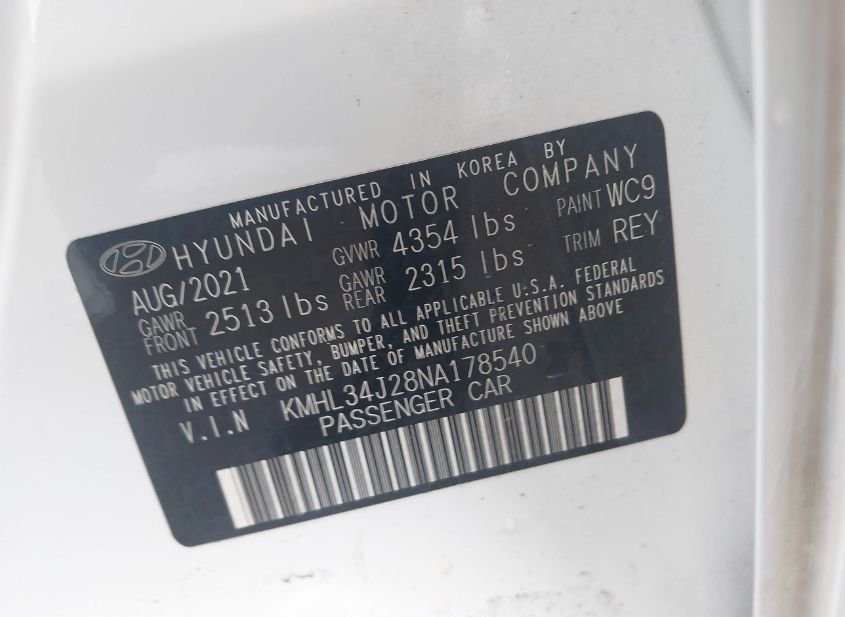 MANUFACTURED IN KOREA BY
HYUNDAI MOTOR COMPANY
AUG/2021 GVWR 4354 lbs PAINT WC9
GAWR FRONT 2513 lbs GAWR REAR 2315 lbs TRIM REY
THIS VEHICLE CONFORMS TO ALL APPLICABLE U.S.A. FEDERAL
MOTOR VEHICLE SAFETY, BUMPER, AND THEFT PREVENTION STANDARDS
IN EFFECT ON THE DATE OF MANUFACTURE SHOWN ABOVE
V.I.N KMHL34J28NA178540
PASSENGER CAR